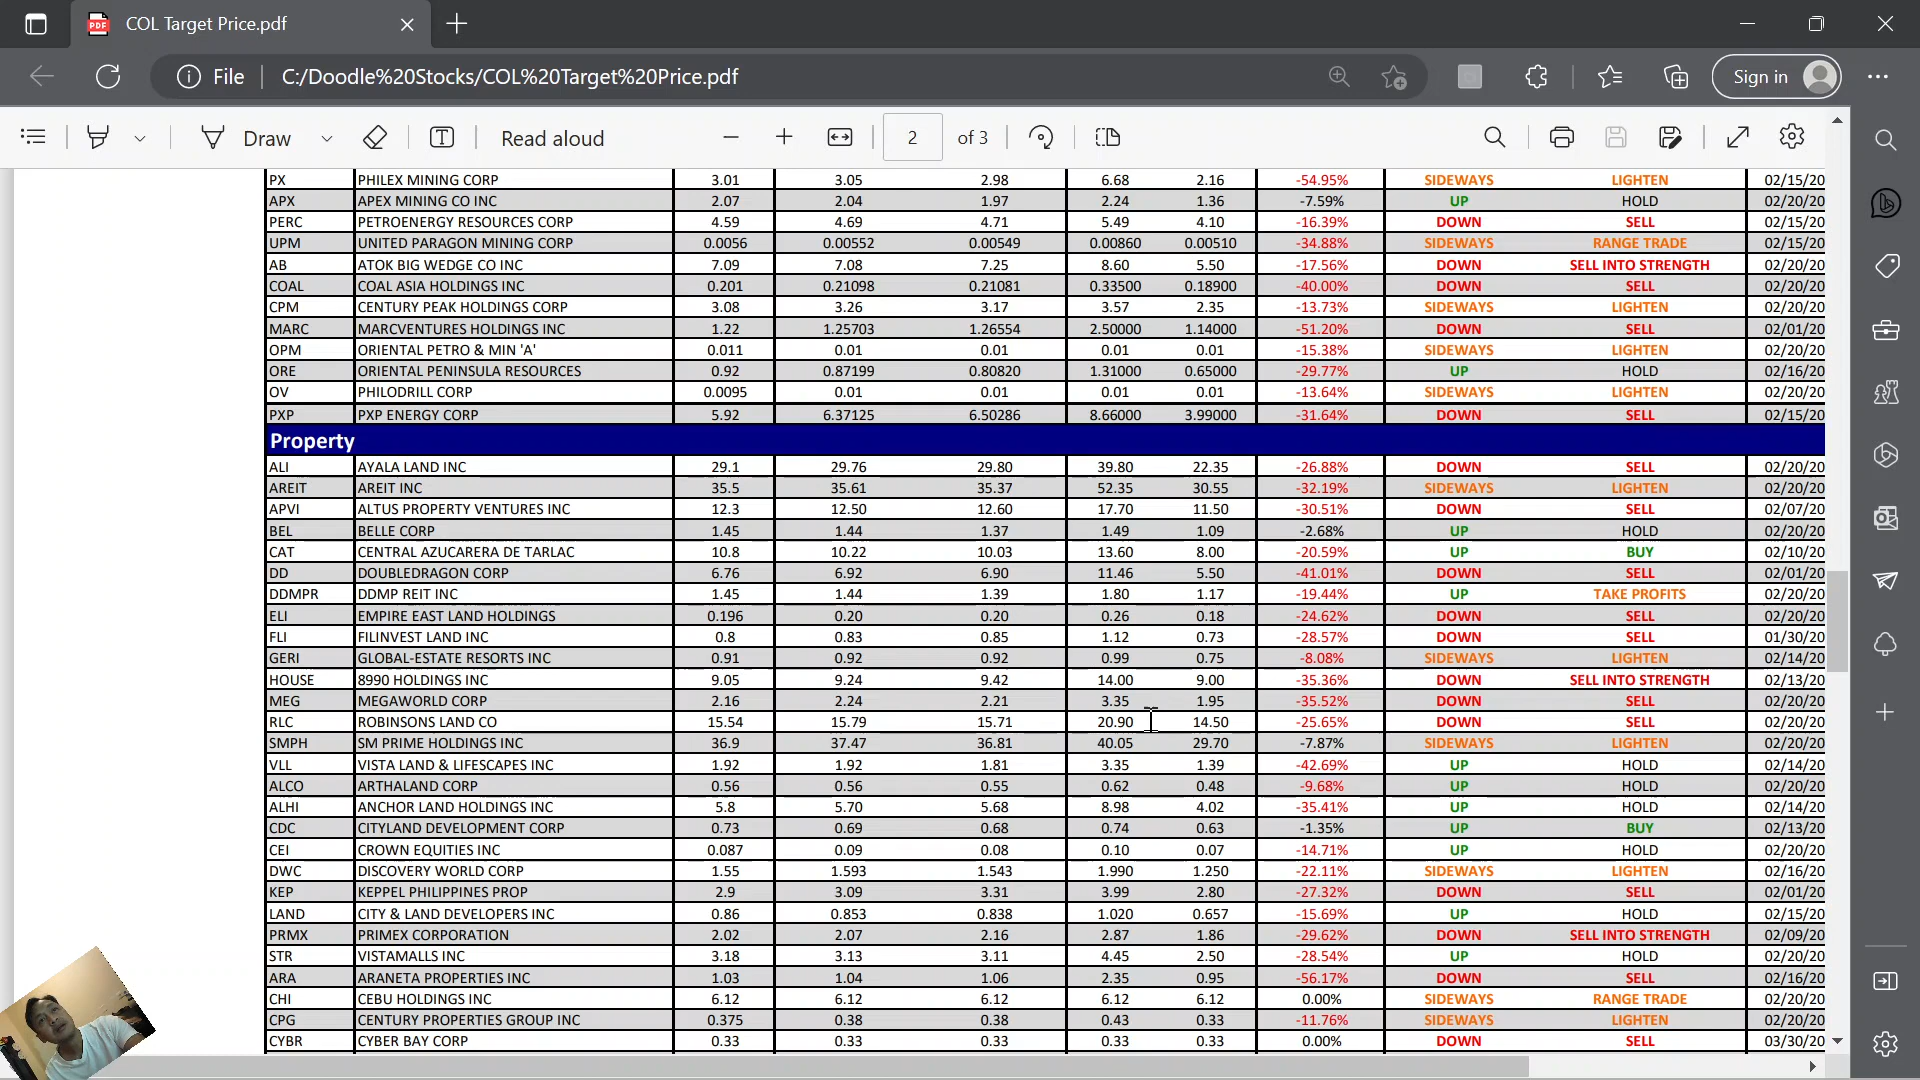 COL Target Price.pdf
File C:/Doodle%20Stocks/COL%20Target%20Price.pdf Sign in
Draw Read aloud 2 of 3
PX PHILEX MINING CORP 3.01 3.05 2.98 6.68 2.16 -54.95% SIDEWAYS LIGHTEN 02/15/20
APX APEX MINING CO INC 2.07 2.04 1.97 2.24 1.36 -7.59% UP HOLD 02/20/20
PERC PETROENERGY RESOURCES CORP 4.59 4.69 4.71 5.49 4.10 -16.39% DOWN SELL 02/15/20
UPM UNITED PARAGON MINING CORP 0.0056 0.00552 0.00549 0.00860 0.00510 -34.88% SIDEWAYS RANGE TRADE 02/15/20
AB ATOK BIG WEDGE CO INC 7.09 7.08 7.25 8.60 5.50 -17.56% DOWN SELL INTO STRENGTH 02/20/20
COAL COAL ASIA HOLDINGS INC 0.201 0.21098 0.21081 0.33500 0.18900 -40.00% DOWN SELL 02/20/20
CPM CENTURY PEAK HOLDINGS CORP 3.08 3.26 3.17 3.57 2.35 -13.73% SIDEWAYS LIGHTEN 02/20/20
MARC MARCVENTURES HOLDINGS INC 1.22 1.25703 1.26554 2.50000 1.14000 -51.20% DOWN SELL 02/01/20
OPM ORIENTAL PETRO & MIN 'A' 0.011 0.01 0.01 0.01 0.01 -15.38% SIDEWAYS LIGHTEN 02/20/20
ORE ORIENTAL PENINSULA RESOURCES 0.92 0.87199 0.80820 1.31000 0.65000 -29.77% UP HOLD 02/16/20
OV PHILODRILL CORP 0.0095 0.01 0.01 0.01 0.01 -13.64% SIDEWAYS LIGHTEN 02/20/20
PXP PXP ENERGY CORP 5.92 6.37125 6.50286 8.66000 3.99000 -31.64% DOWN SELL 02/15/20
Property
ALI AYALA LAND INC 29.1 29.76 29.80 39.80 22.35 -26.88% DOWN SELL 02/20/20
AREIT AREIT INC 35.5 35.61 35.37 52.35 30.55 -32.19% SIDEWAYS LIGHTEN 02/20/20
APVI ALTUS PROPERTY VENTURES INC 12.3 12.50 12.60 17.70 11.50 -30.51% DOWN SELL 02/07/20
BEL BELLE CORP 1.45 1.44 1.37 1.49 1.09 -2.68% UP HOLD 02/20/20
CAT CENTRAL AZUCARERA DE TARLAC 10.8 10.22 10.03 13.60 8.00 -20.59% UP BUY 02/10/20
DD DOUBLEDRAGON CORP 6.76 6.92 6.90 11.46 5.50 -41.01% DOWN SELL 02/01/20
DDMPR DDMP REIT INC 1.45 1.44 1.39 1.80 1.17 -19.44% UP TAKE PROFITS 02/20/20
ELI EMPIRE EAST LAND HOLDINGS 0.196 0.20 0.20 0.26 0.18 -24.62% DOWN SELL 02/20/20
FLI FILINVEST LAND INC 0.8 0.83 0.85 1.12 0.73 -28.57% DOWN SELL 01/30/20
GERI GLOBAL-ESTATE RESORTS INC 0.91 0.92 0.92 0.99 0.75 -8.08% SIDEWAYS LIGHTEN 02/14/20
HOUSE 8990 HOLDINGS INC 9.05 9.24 9.42 14.00 9.00 -35.36% DOWN SELL INTO STRENGTH 02/13/20
MEG MEGAWORLD CORP 2.16 2.24 2.21 3.35 1.95 -35.52% DOWN SELL 02/20/20
RLC ROBINSONS LAND CO 15.54 15.79 15.71 20.90 14.50 -25.65% DOWN SELL 02/20/20
SMPH SM PRIME HOLDINGS INC 36.9 37.47 36.81 40.05 29.70 -7.87% SIDEWAYS LIGHTEN 02/20/20
VLL VISTA LAND & LIFESCAPES INC 1.92 1.92 1.81 3.35 1.39 -42.69% UP HOLD 02/14/20
ALCO ARTHALAND CORP 0.56 0.56 0.55 0.62 0.48 -9.68% UP HOLD 02/20/20
ALHI ANCHOR LAND HOLDINGS INC 5.8 5.70 5.68 8.98 4.02 -35.41% UP HOLD 02/14/20
CDC CITYLAND DEVELOPMENT CORP 0.73 0.69 0.68 0.74 0.63 -1.35% UP BUY 02/13/20
CEI CROWN EQUITIES INC 0.087 0.09 0.08 0.10 0.07 -14.71% UP HOLD 02/20/20
DWC DISCOVERY WORLD CORP 1.55 1.593 1.543 1.990 1.250 -22.11% SIDEWAYS LIGHTEN 02/16/20
KEP KEPPEL PHILIPPINES PROP 2.9 3.09 3.31 3.99 2.80 -27.32% DOWN SELL 02/01/20
LAND CITY & LAND DEVELOPERS INC 0.86 0.853 0.838 1.020 0.657 -15.69% UP HOLD 02/15/20
PRMX PRIMEX CORPORATION 2.02 2.07 2.16 2.87 1.86 -29.62% DOWN SELL INTO STRENGTH 02/09/20
STR VISTAMALLS INC 3.18 3.13 3.11 4.45 2.50 -28.54% UP HOLD 02/20/20
ARA ARANETA PROPERTIES INC 1.03 1.04 1.06 2.35 0.95 -56.17% DOWN SELL 02/16/20
CHI CEBU HOLDINGS INC 6.12 6.12 6.12 6.12 6.12 0.00% SIDEWAYS RANGE TRADE 02/20/20
CPG CENTURY PROPERTIES GROUP INC 0.375 0.38 0.38 0.43 0.33 -11.76% SIDEWAYS LIGHTEN 02/20/20
CYBR CYBER BAY CORP 0.33 0.33 0.33 0.33 0.33 0.00% DOWN SELL 03/30/20